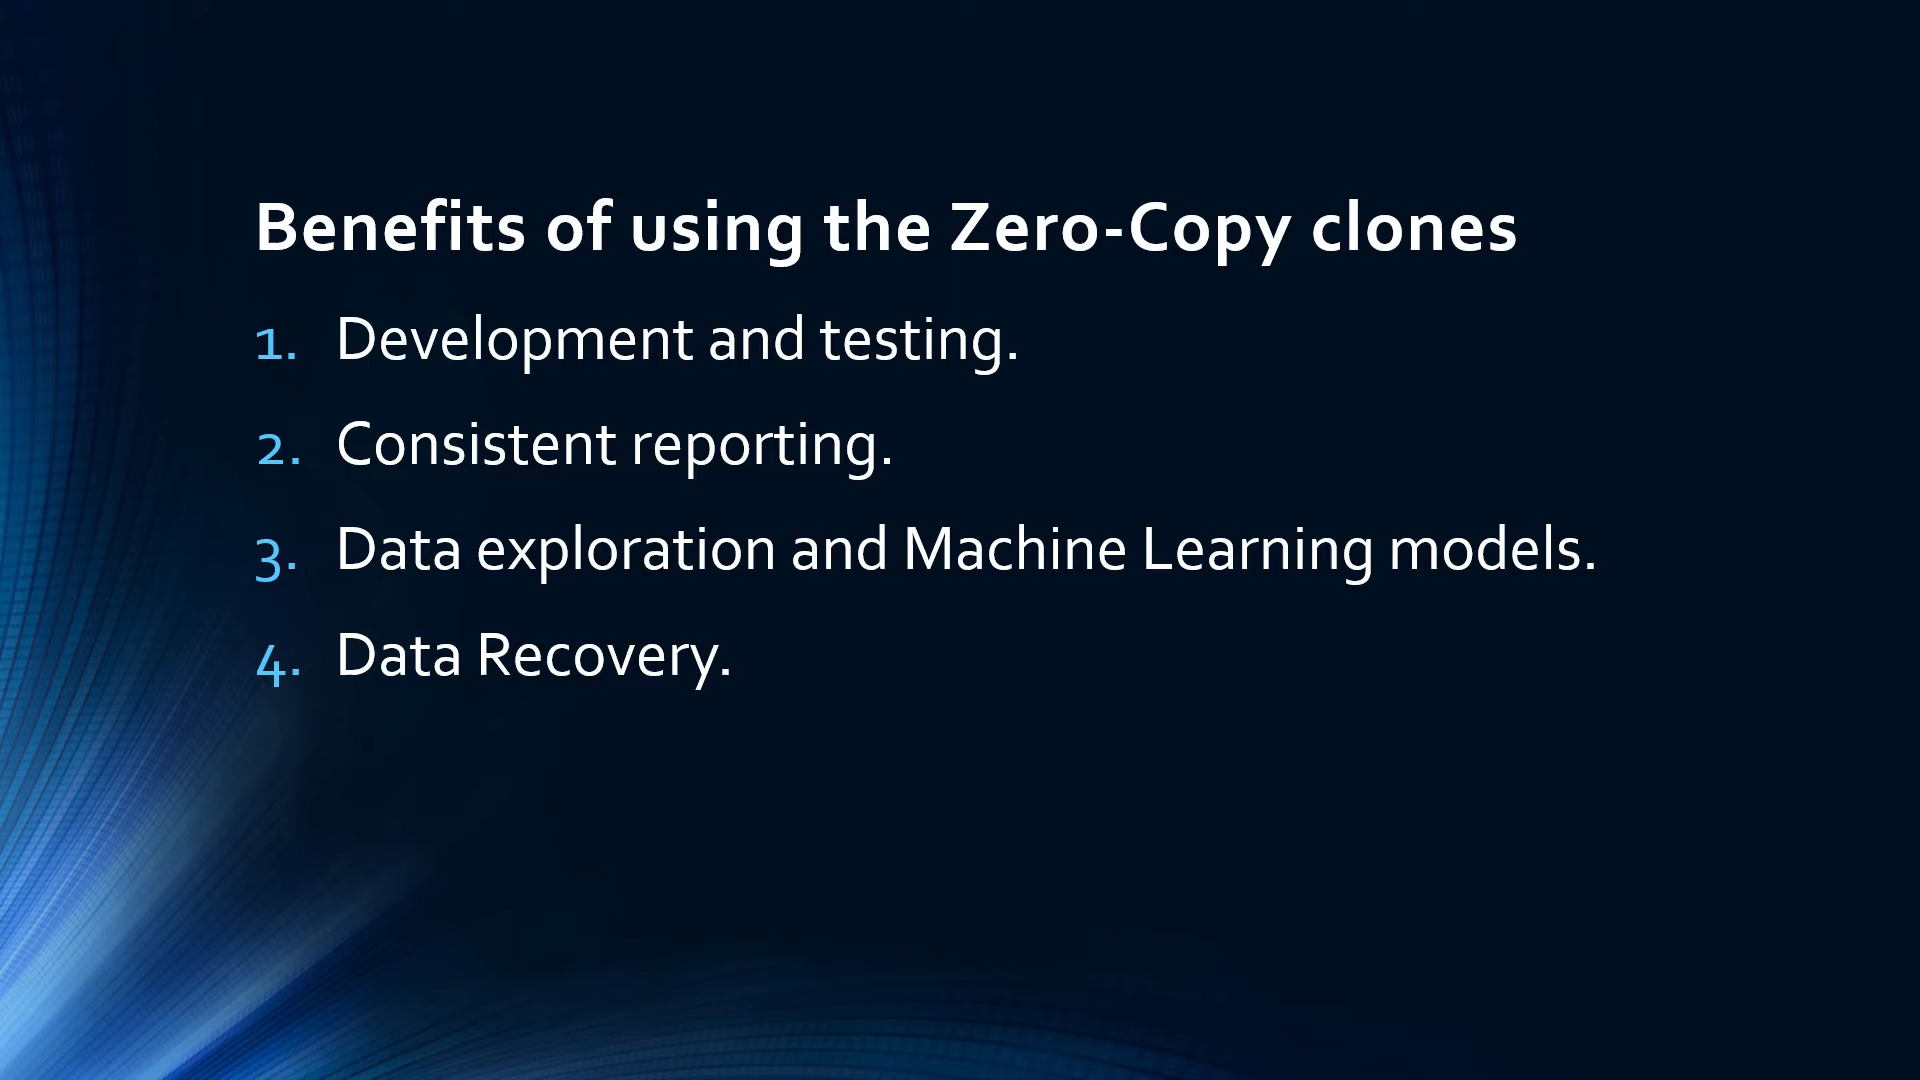 Benefits of using the Zero-Copy clones
1. Development and testing.
2. Consistent reporting.
3. Data exploration and Machine Learning models.
4. Data Recovery.